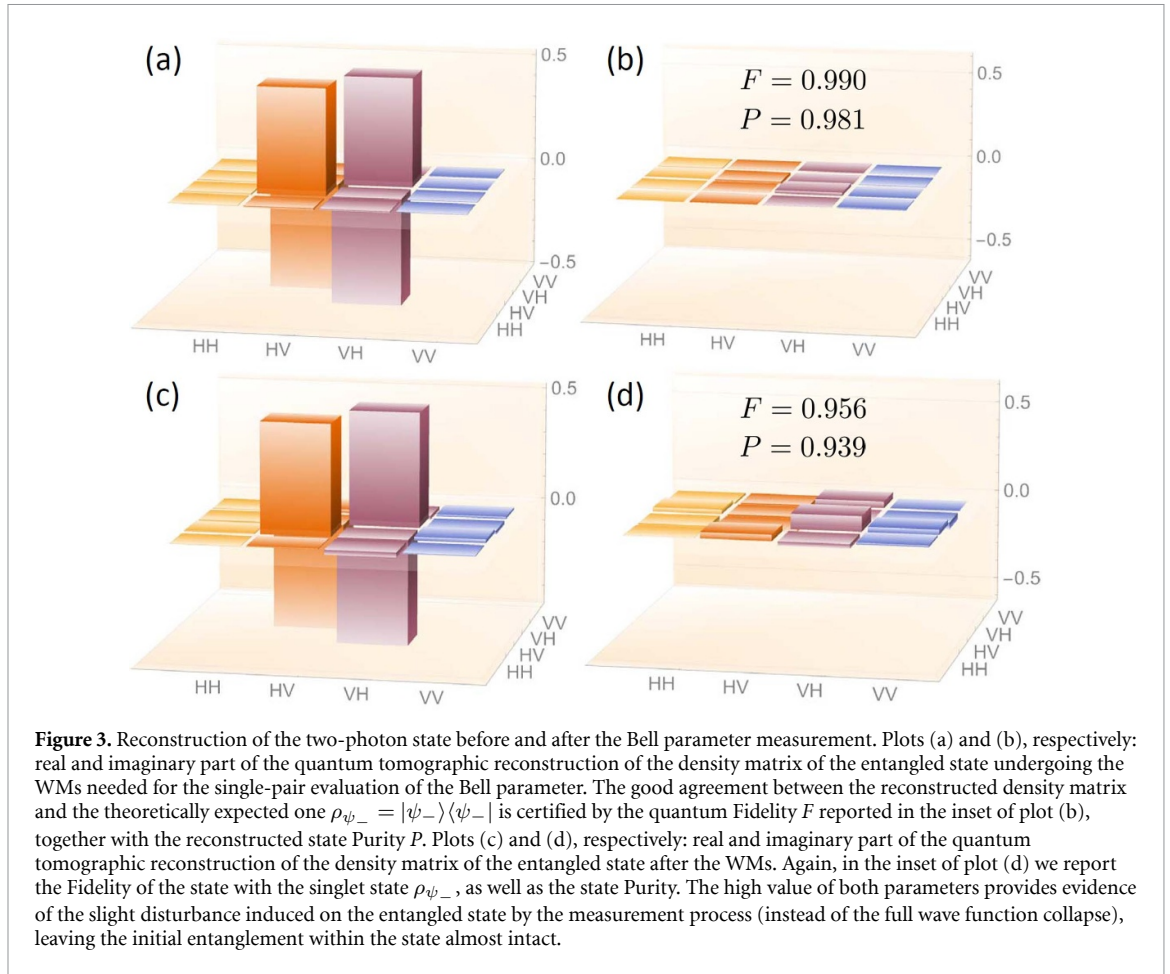 (a)
0.5
0.0
−0.5
VV
VH
HV
HH
HH
HV
VH
VV
(b)
F = 0.990
P = 0.981
0.5
0.0
−0.5
VV
VH
HV
HH
HH
HV
VH
VV
(c)
0.5
0.0
VV
VH
HV
HH
HH
HV
VH
VV
(d)
F = 0.956
P = 0.939
0.5
0.0
−0.5
VV
VH
HV
HH
HH
HV
VH
VV
Figure 3. Reconstruction of the two-photon state before and after the Bell parameter measurement. Plots (a) and (b), respectively:
real and imaginary part of the quantum tomographic reconstruction of the density matrix of the entangled state undergoing the
WMs needed for the single-pair evaluation of the Bell parameter. The good agreement between the reconstructed density matrix
and the theoretically expected one ρψ− = |ψ−⟩⟨ψ−| is certified by the quantum Fidelity F reported in the inset of plot (b),
together with the reconstructed state Purity P. Plots (c) and (d), respectively: real and imaginary part of the quantum
tomographic reconstruction of the density matrix of the entangled state after the WMs. Again, in the inset of plot (d) we report
the Fidelity of the state with the singlet state ρψ−, as well as the state Purity. The high value of both parameters provides evidence
of the slight disturbance induced on the entangled state by the measurement process (instead of the full wave function collapse),
leaving the initial entanglement within the state almost intact.